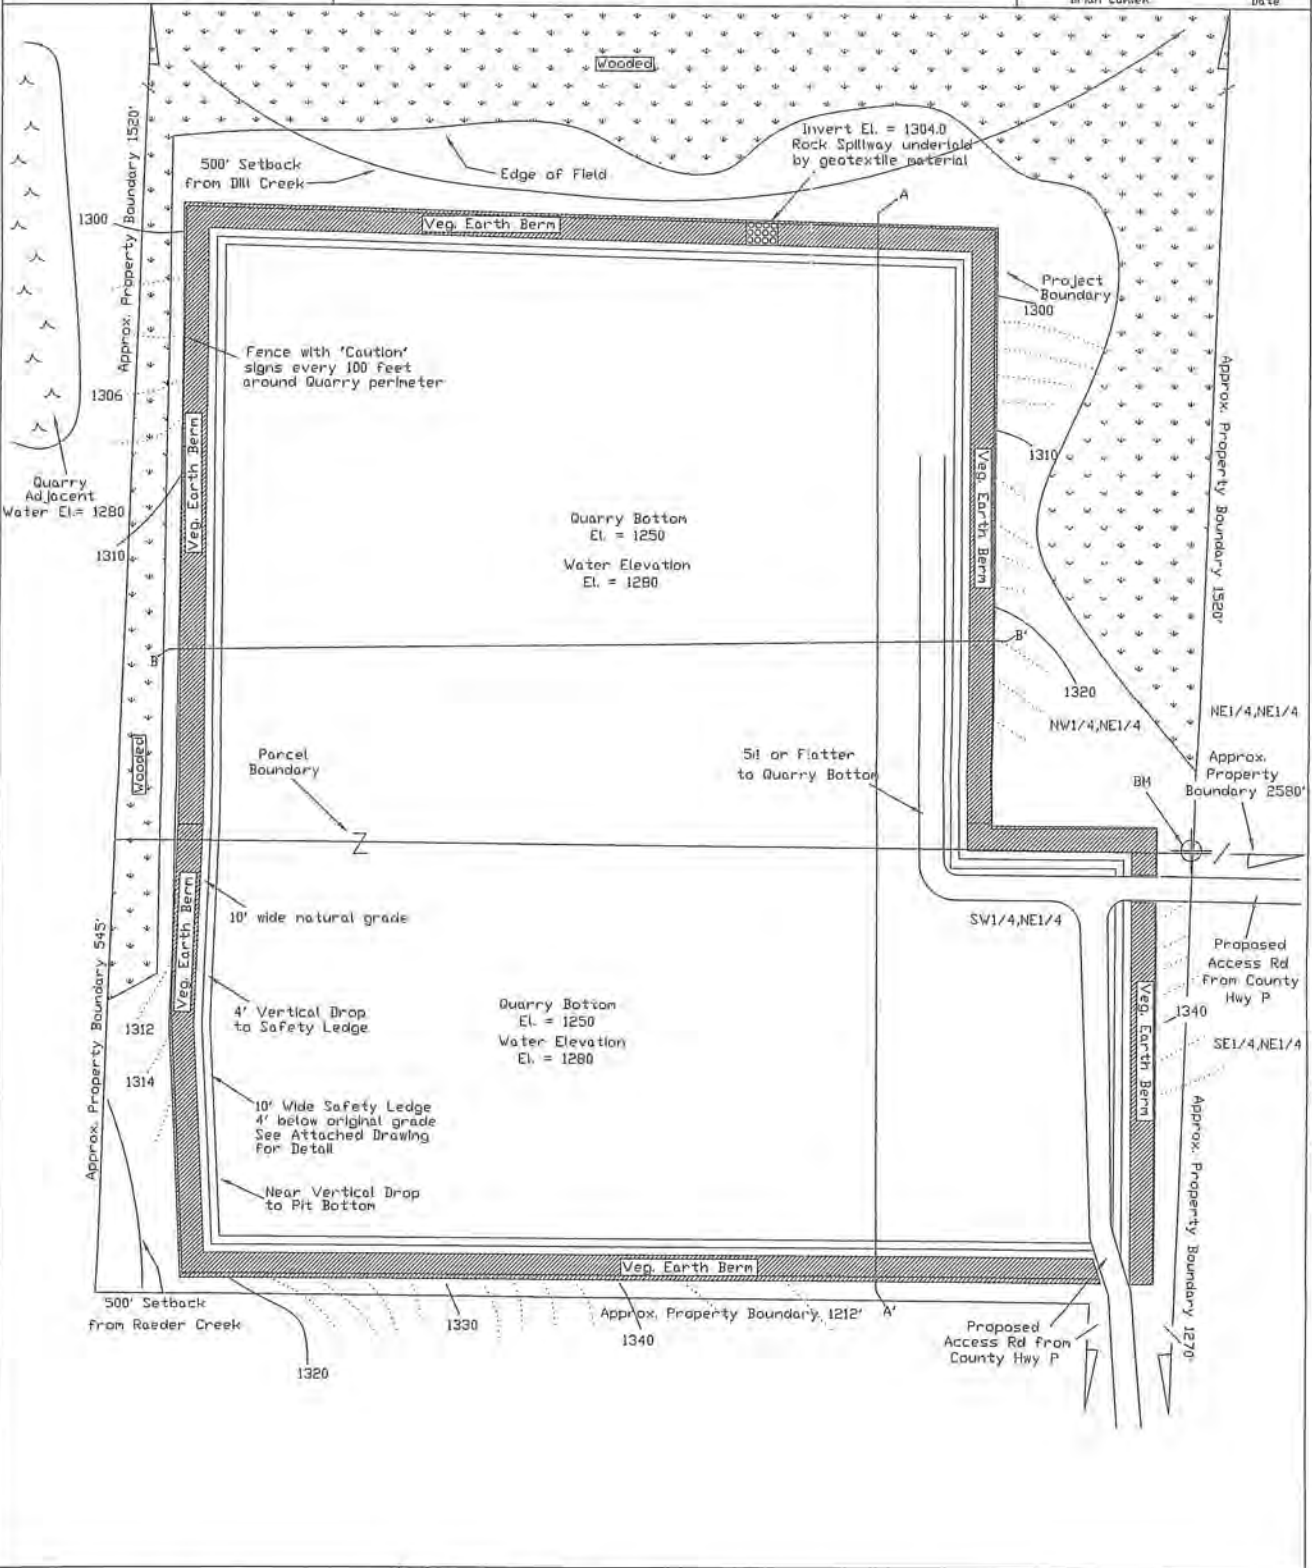 Brian Current
Date
Wooded
Approx. Property Boundary 1520'
Invert El. = 1304.0
Rock Spillway underlaid
by geotextile material
500' Setback
from Dill Creek
Edge of Field
A
1300
Veg. Earth Berm
Project
Boundary
1300
Fence with 'Caution'
signs every 100 feet
around Quarry perimeter
1306
Approx. Property Boundary 1520'
Approx. Property Boundary 1520'
Veg. Earth Berm
1310
Veg. Earth Berm
Quarry
Adjacent
Water El.= 1280
Quarry Bottom
El. = 1250
Water Elevation
El. = 1280
1310
B
B'
1320
NE1/4,NE1/4
NW1/4,NE1/4
Wooded
Parcel
Boundary
5:1 or Flatter
to Quarry Bottom
BM
Approx.
Property
Boundary 2580'
Veg. Earth Berm
10' wide natural grade
SW1/4,NE1/4
Proposed
Access Rd
from County
Hwy P
Approx. Property Boundary 545'
4' Vertical Drop
to Safety Ledge
Quarry Bottom
El. = 1250
Water Elevation
El. = 1280
Veg. Earth Berm
1340
1312
SE1/4,NE1/4
1314
10' Wide Safety Ledge
4' below original grade
See Attached Drawing
for Detail
Near Vertical Drop
to Pit Bottom
Approx. Property Boundary 1270'
Veg. Earth Berm
500' Setback
from Raeder Creek
Approx. Property Boundary 1212'
A'
1330
1340
Proposed
Access Rd from
County Hwy P
1320